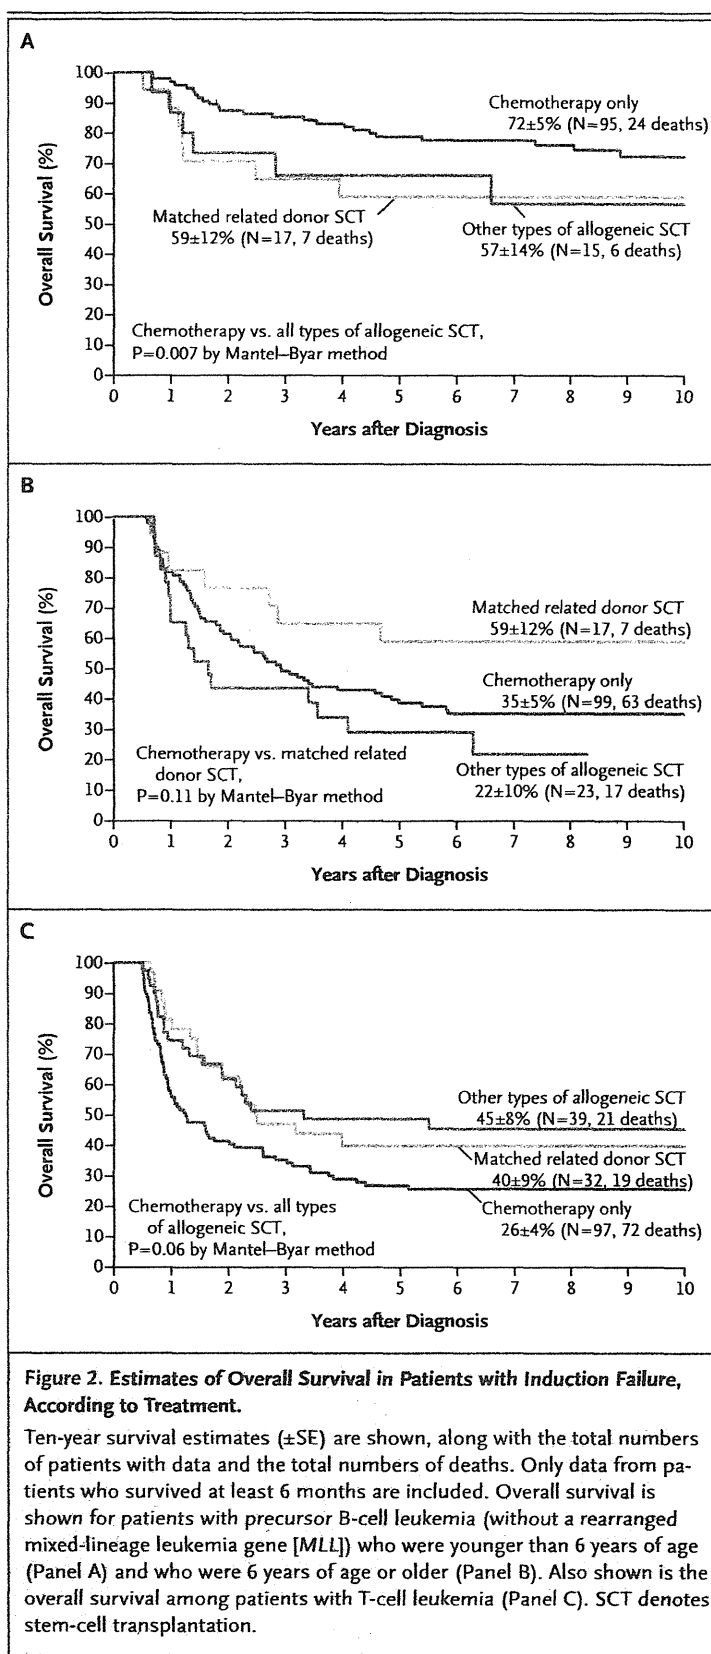 A
100
90
80
70
60
50
40
30
20
10
0
Overall Survival (%)
Chemotherapy only
72±5% (N=95, 24 deaths)
Matched related donor SCT
59±12% (N=17, 7 deaths)
Other types of allogeneic SCT
57±14% (N=15, 6 deaths)
Chemotherapy vs. all types of allogeneic SCT,
P=0.007 by Mantel–Byar method
0 1 2 3 4 5 6 7 8 9 10
Years after Diagnosis
B
100
90
80
70
60
50
40
30
20
10
0
Overall Survival (%)
Matched related donor SCT
59±12% (N=17, 7 deaths)
Chemotherapy only
35±5% (N=99, 63 deaths)
Other types of allogeneic SCT
22±10% (N=23, 17 deaths)
Chemotherapy vs. matched related
donor SCT,
P=0.11 by Mantel–Byar method
0 1 2 3 4 5 6 7 8 9 10
Years after Diagnosis
C
100
90
80
70
60
50
40
30
20
10
0
Overall Survival (%)
Other types of allogeneic SCT
45±8% (N=39, 21 deaths)
Matched related donor SCT
40±9% (N=32, 19 deaths)
Chemotherapy only
26±4% (N=97, 72 deaths)
Chemotherapy vs. all types
of allogeneic SCT,
P=0.06 by Mantel–Byar method
0 1 2 3 4 5 6 7 8 9 10
Years after Diagnosis
Figure 2. Estimates of Overall Survival in Patients with Induction Failure,
According to Treatment.
Ten-year survival estimates (±SE) are shown, along with the total numbers
of patients with data and the total numbers of deaths. Only data from pa-
tients who survived at least 6 months are included. Overall survival is
shown for patients with precursor B-cell leukemia (without a rearranged
mixed-lineage leukemia gene [MLL]) who were younger than 6 years of age
(Panel A) and who were 6 years of age or older (Panel B). Also shown is the
overall survival among patients with T-cell leukemia (Panel C). SCT denotes
stem-cell transplantation.